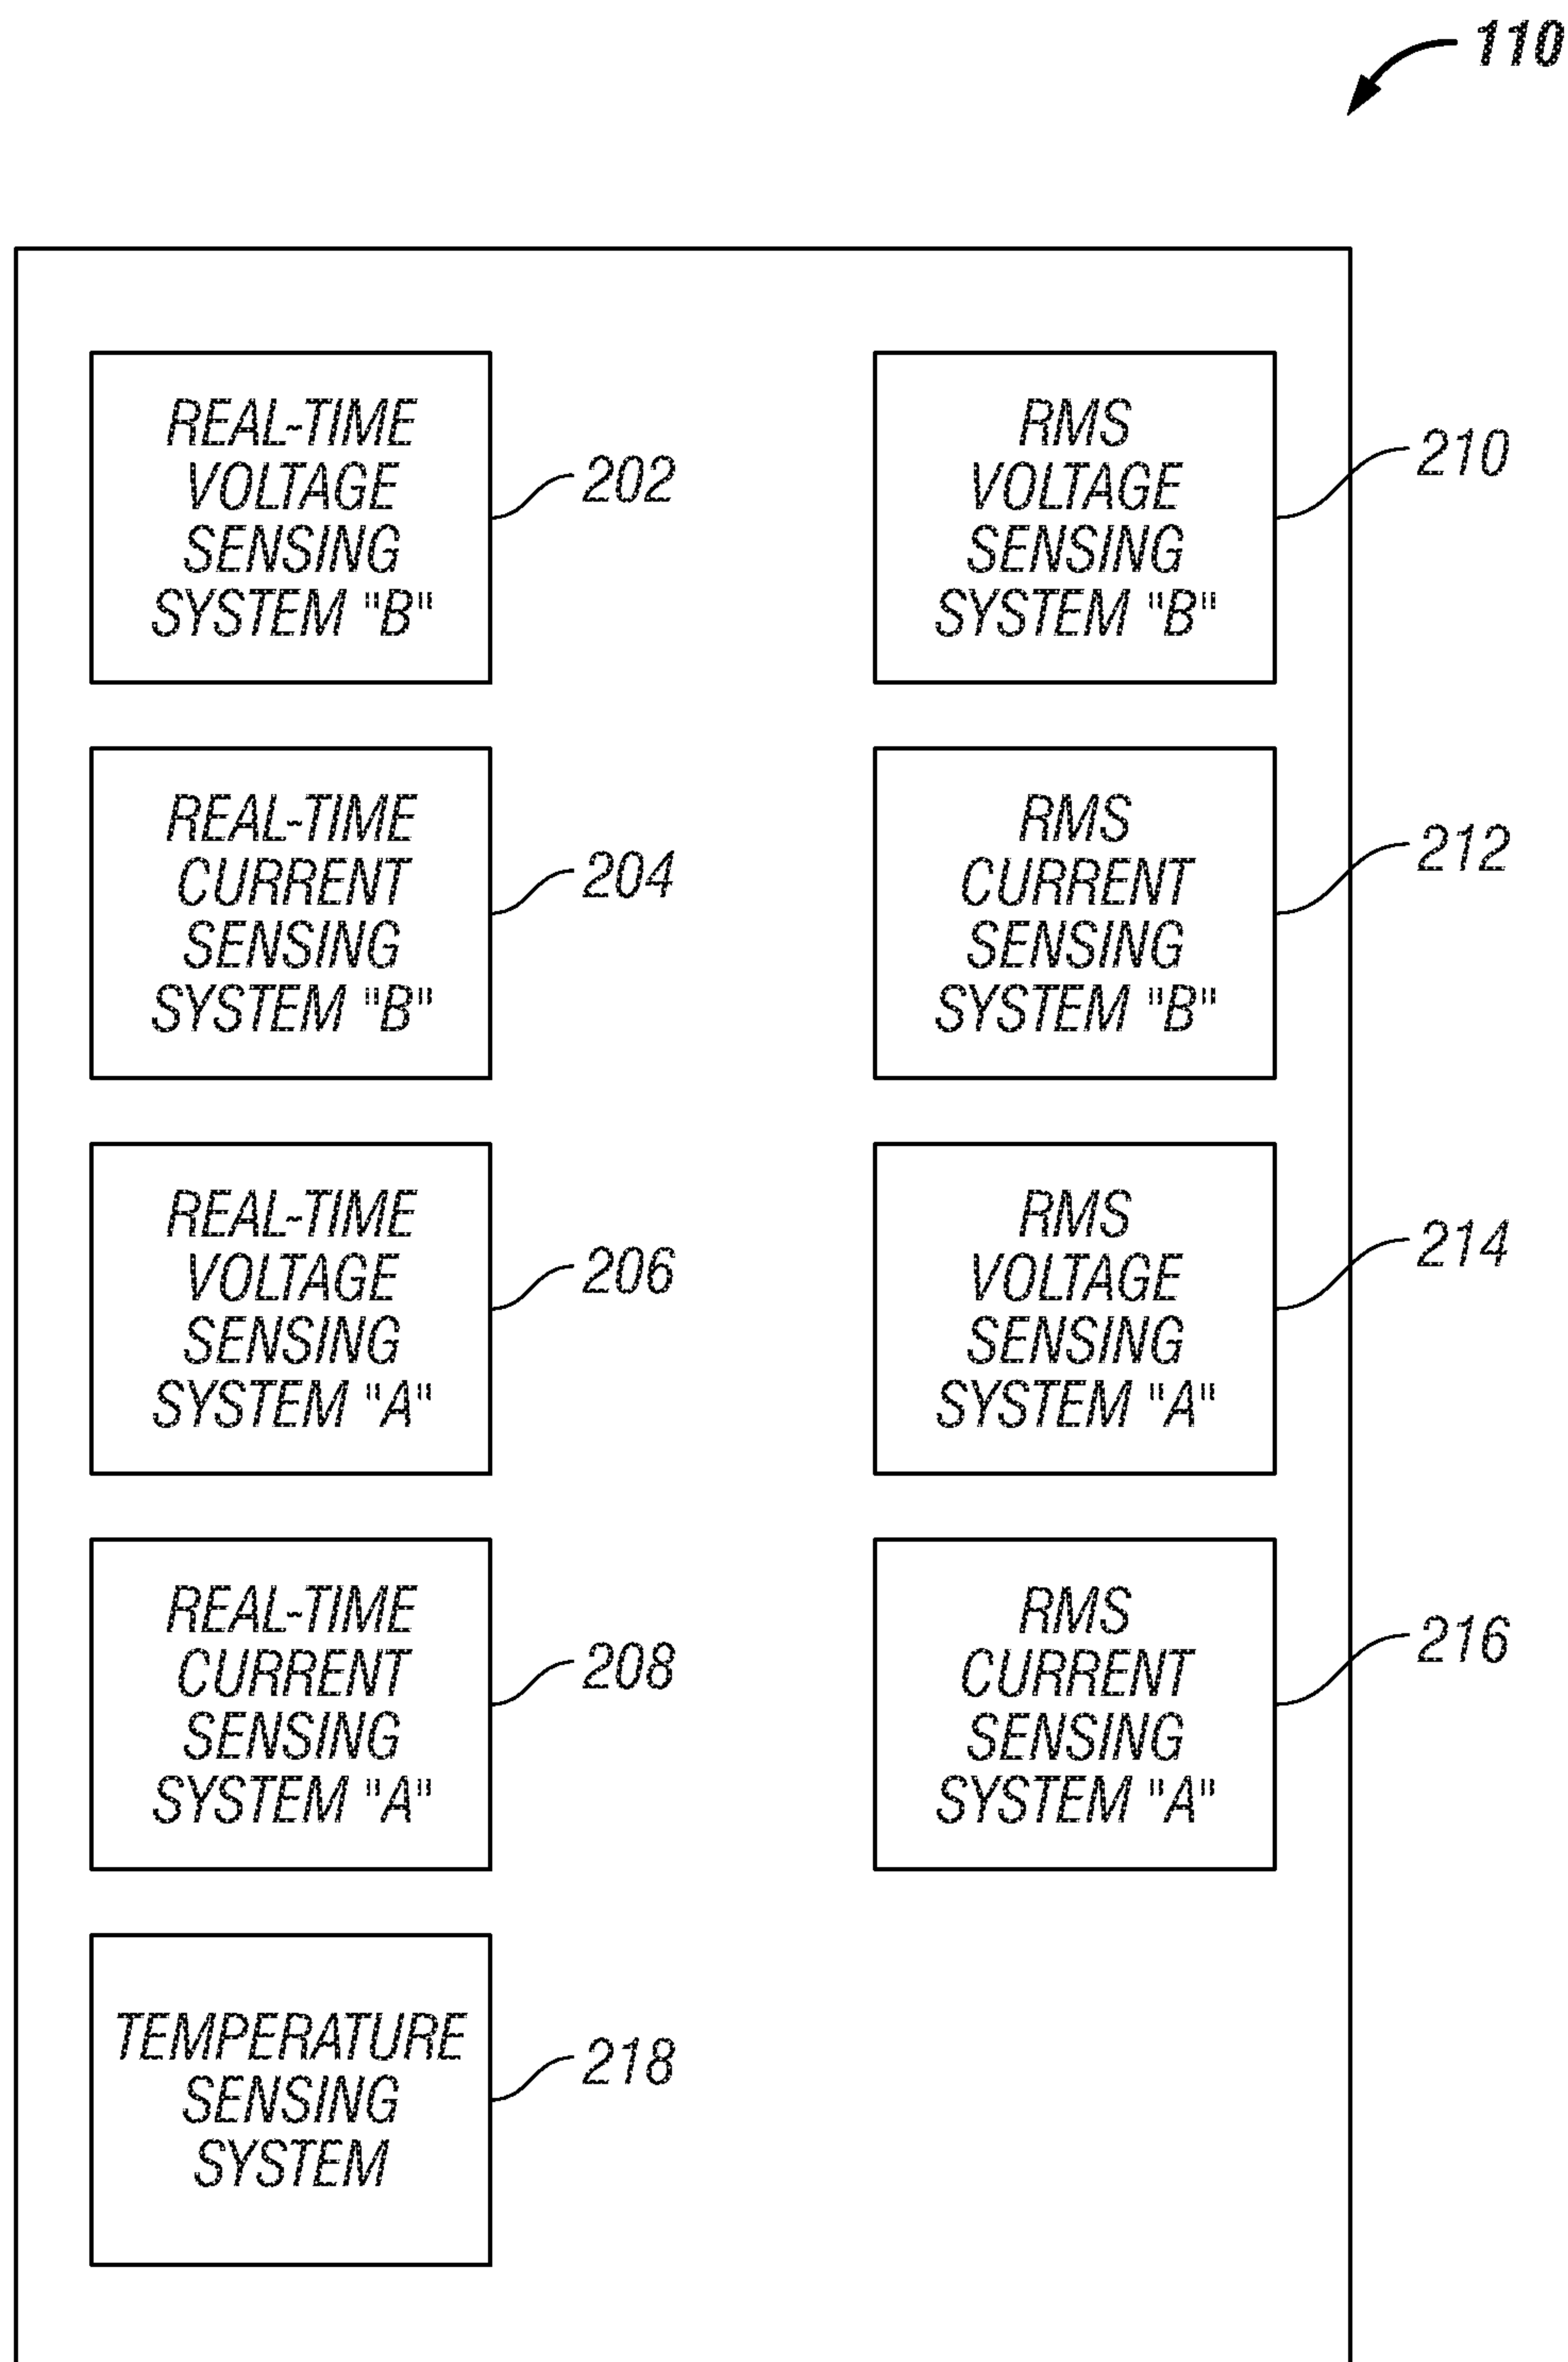 110
REAL-TIME
VOLTAGE
SENSING
SYSTEM "B"
202
RMS
VOLTAGE
SENSING
SYSTEM "B"
210
REAL-TIME
CURRENT
SENSING
SYSTEM "B"
204
RMS
CURRENT
SENSING
SYSTEM "B"
212
REAL-TIME
VOLTAGE
SENSING
SYSTEM "A"
206
RMS
VOLTAGE
SENSING
SYSTEM "A"
214
REAL-TIME
CURRENT
SENSING
SYSTEM "A"
208
RMS
CURRENT
SENSING
SYSTEM "A"
216
TEMPERATURE
SENSING
SYSTEM
218